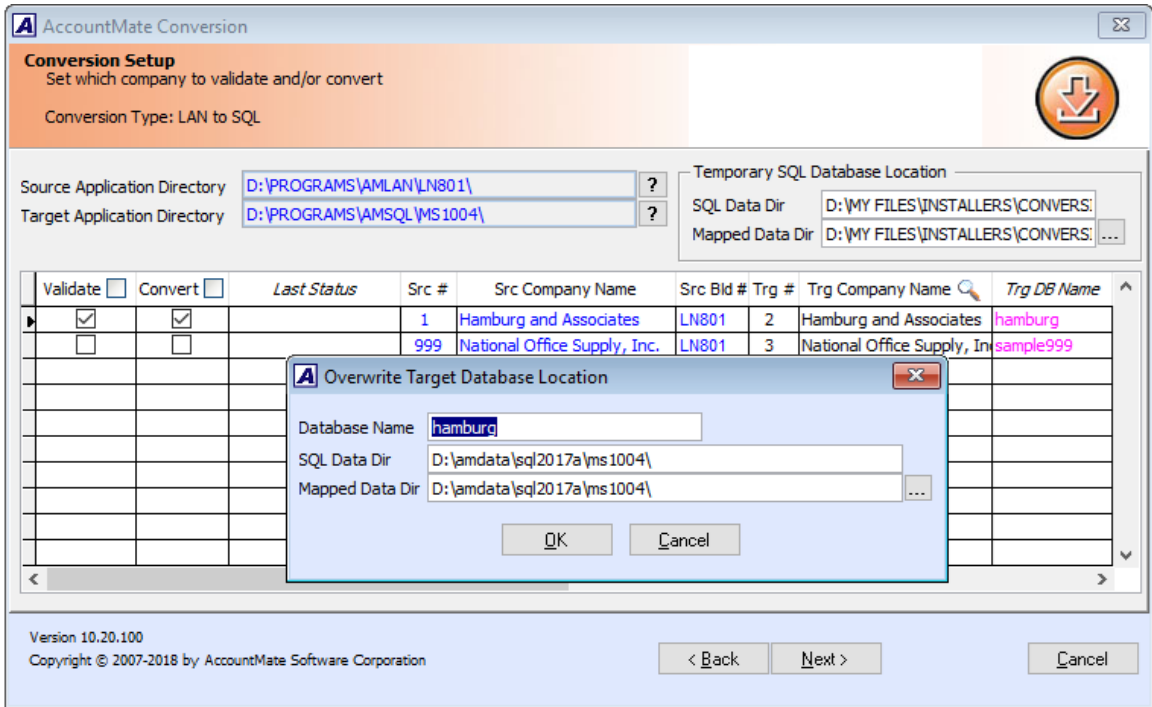 AccountMate Conversion
Conversion Setup
Set which company to validate and/or convert
Conversion Type: LAN to SQL
Source Application Directory D:\PROGRAMS\AMLAN\LN801\ ?
Target Application Directory D:\PROGRAMS\AMSQL\MS1004\ ?
Temporary SQL Database Location
SQL Data Dir D:\MY FILES\INSTALLERS\CONVERS
Mapped Data Dir D:\MY FILES\INSTALLERS\CONVERS ...
Validate Convert Last Status Src # Src Company Name Src Bld # Trg # Trg Company Name Trg DB Name
1 Hamburg and Associates LN801 2 Hamburg and Associates hamburg
999 National Office Supply, Inc. LN801 3 National Office Supply, In sample999
Overwrite Target Database Location
Database Name hamburg
SQL Data Dir D:\amdata\sql2017a\ms1004\
Mapped Data Dir D:\amdata\sql2017a\ms1004\ ...
OK Cancel
Version 10.20.100
Copyright © 2007-2018 by AccountMate Software Corporation
< Back Next > Cancel